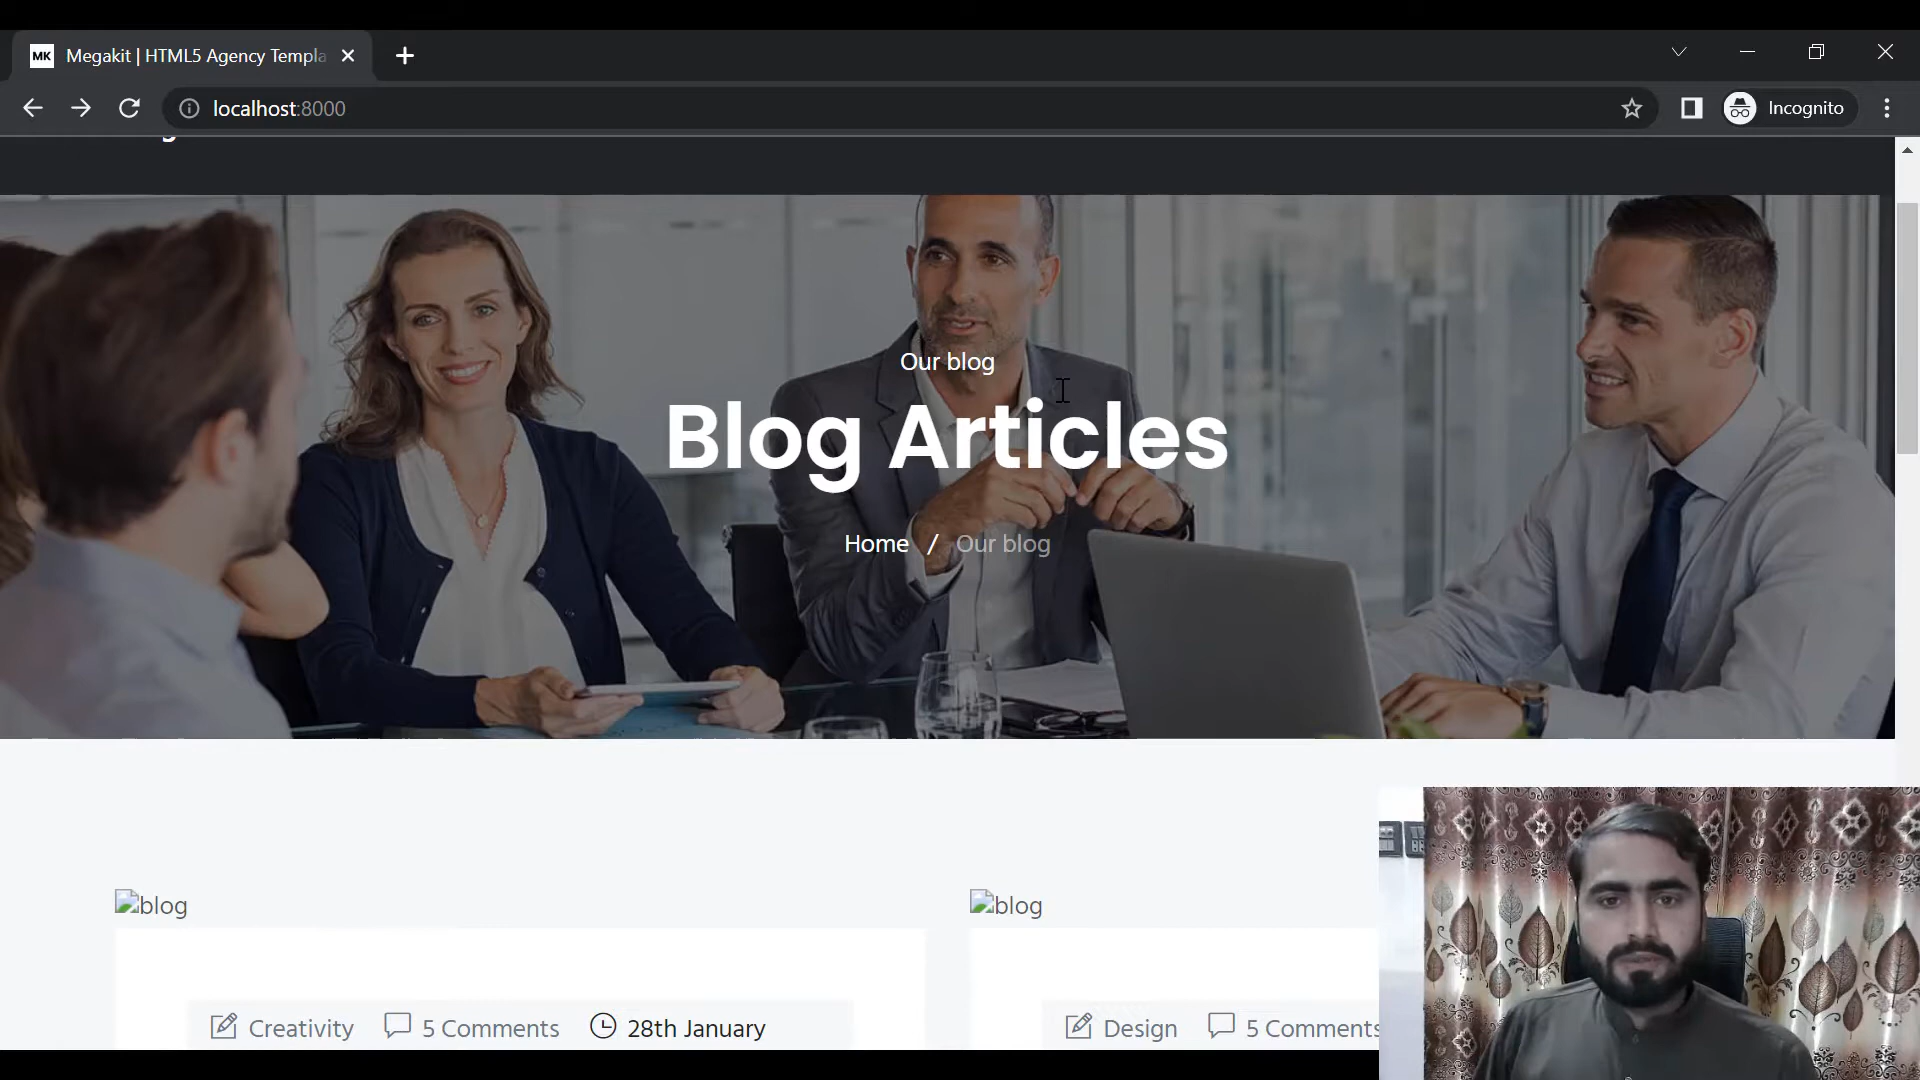 MK Megakit | HTML5 Agency Templa
localhost:8000
Incognito
Our blog
Blog Articles
Home / Our blog
blog
blog
Creativity 5 Comments 28th January
Design 5 Comments